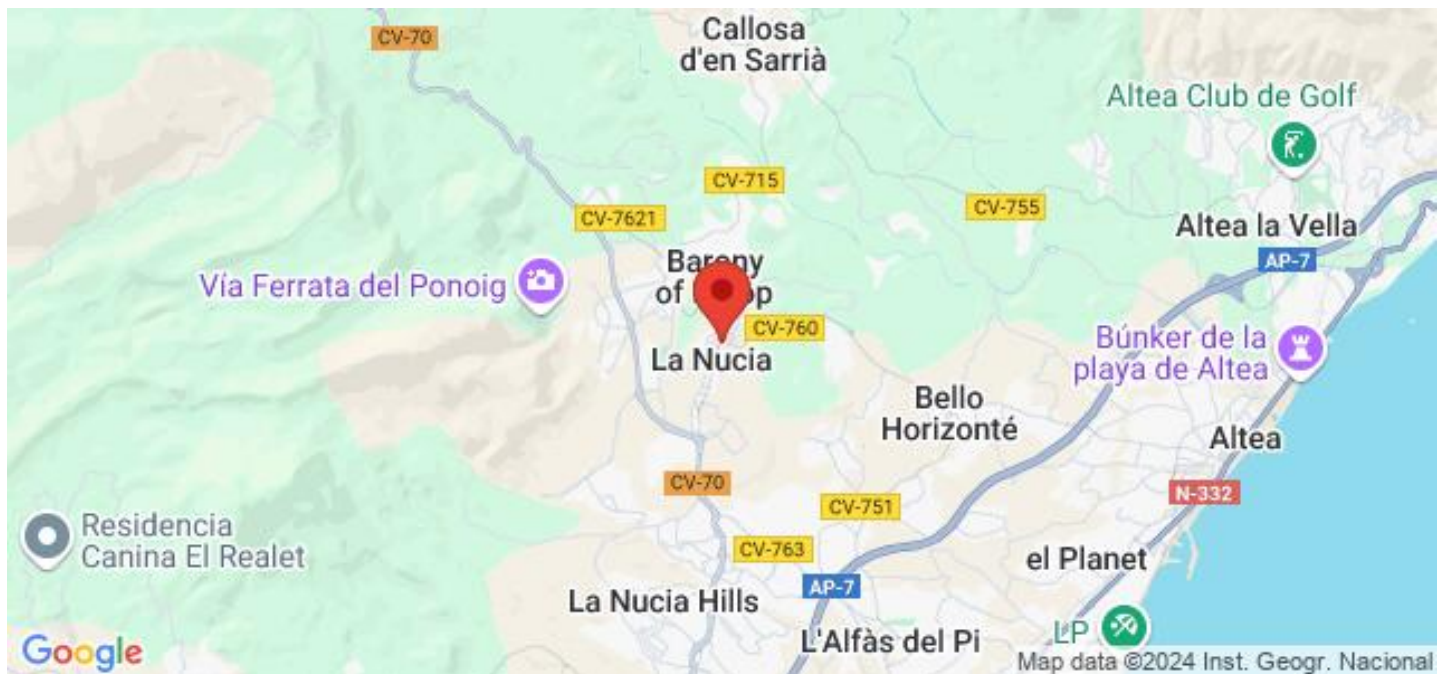 CV-70
Callosa
d'en Sarrià
Altea Club de Golf
CV-715
CV-755
CV-7621
Altea la Vella
AP-7
Barony
of
Vía Ferrata del Ponoig
CV-760
La Nucia
Búnker de la
playa de Altea
Bello
Horizonté
Altea
CV-70
N-332
CV-751
Residencia
Canina El Realet
CV-763
el Planet
AP-7
La Nucia Hills
L'Alfàs del Pi
LP
Google
Map data ©2024 Inst. Geogr. Nacional